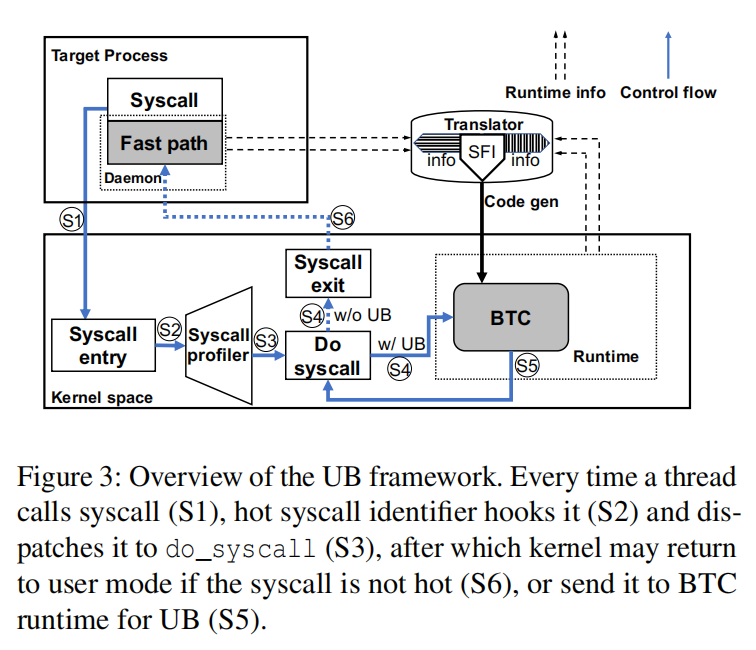 Target Process
Syscall
Fast path
Daemon
Runtime info
Control flow
Translator
info
SFI
info
Code gen
S1
S6
Syscall
exit
S4
w/o UB
Syscall
entry
S2
Syscall
profiler
S3
Do
syscall
w/ UB
S4
BTC
S5
Runtime
Kernel space
Figure 3: Overview of the UB framework. Every time a thread
calls syscall (S1), hot syscall identifier hooks it (S2) and dis-
patches it to do_syscall (S3), after which kernel may return
to user mode if the syscall is not hot (S6), or send it to BTC
runtime for UB (S5).